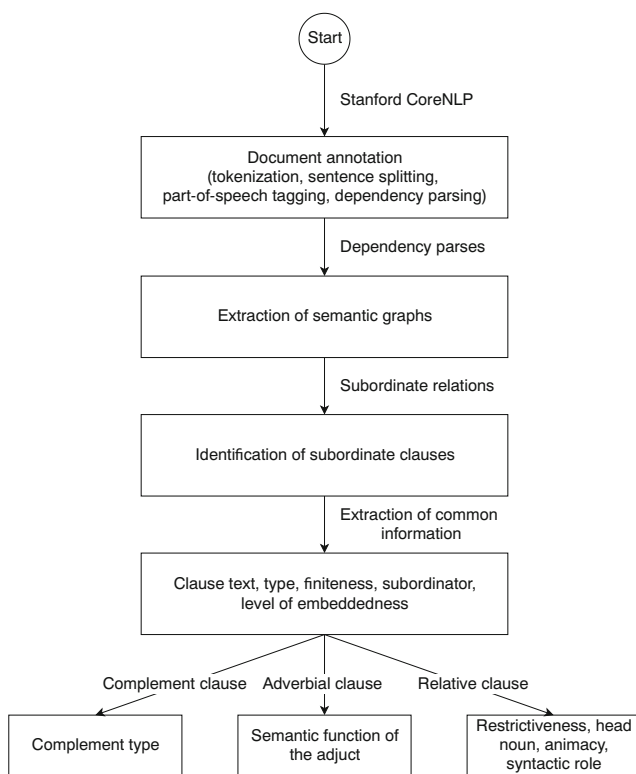 Start
Stanford CoreNLP
Document annotation
(tokenization, sentence splitting,
part-of-speech tagging, dependency parsing)
Dependency parses
Extraction of semantic graphs
Subordinate relations
Identification of subordinate clauses
Extraction of common
information
Clause text, type, finiteness, subordinator,
level of embeddedness
Complement clause
Adverbial clause
Relative clause
Complement type
Semantic function of
the adjuct
Restrictiveness, head
noun, animacy,
syntactic role